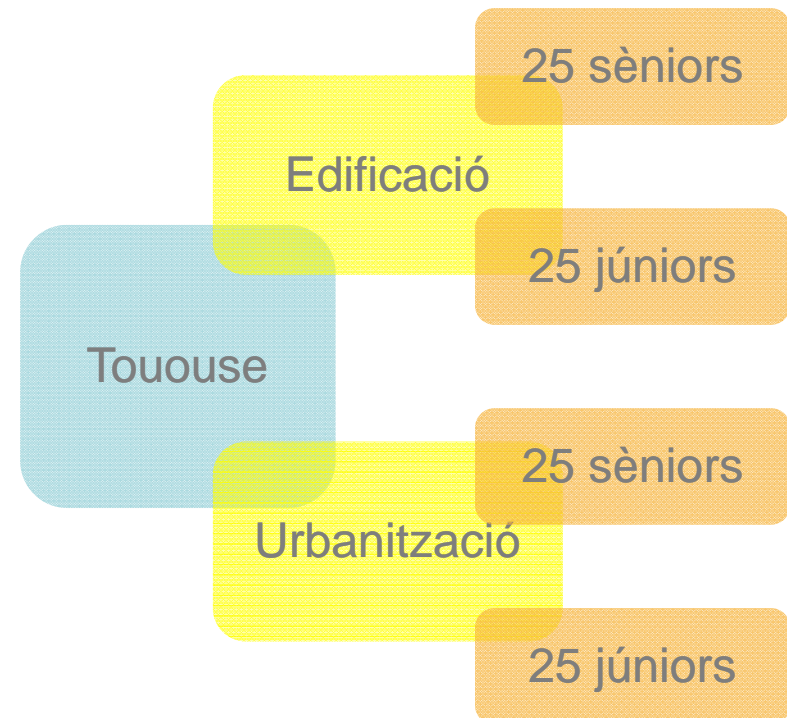 25 sèniors
Edificació
25 júniors
Tououse
25 sèniors
Urbanització
25 júniors